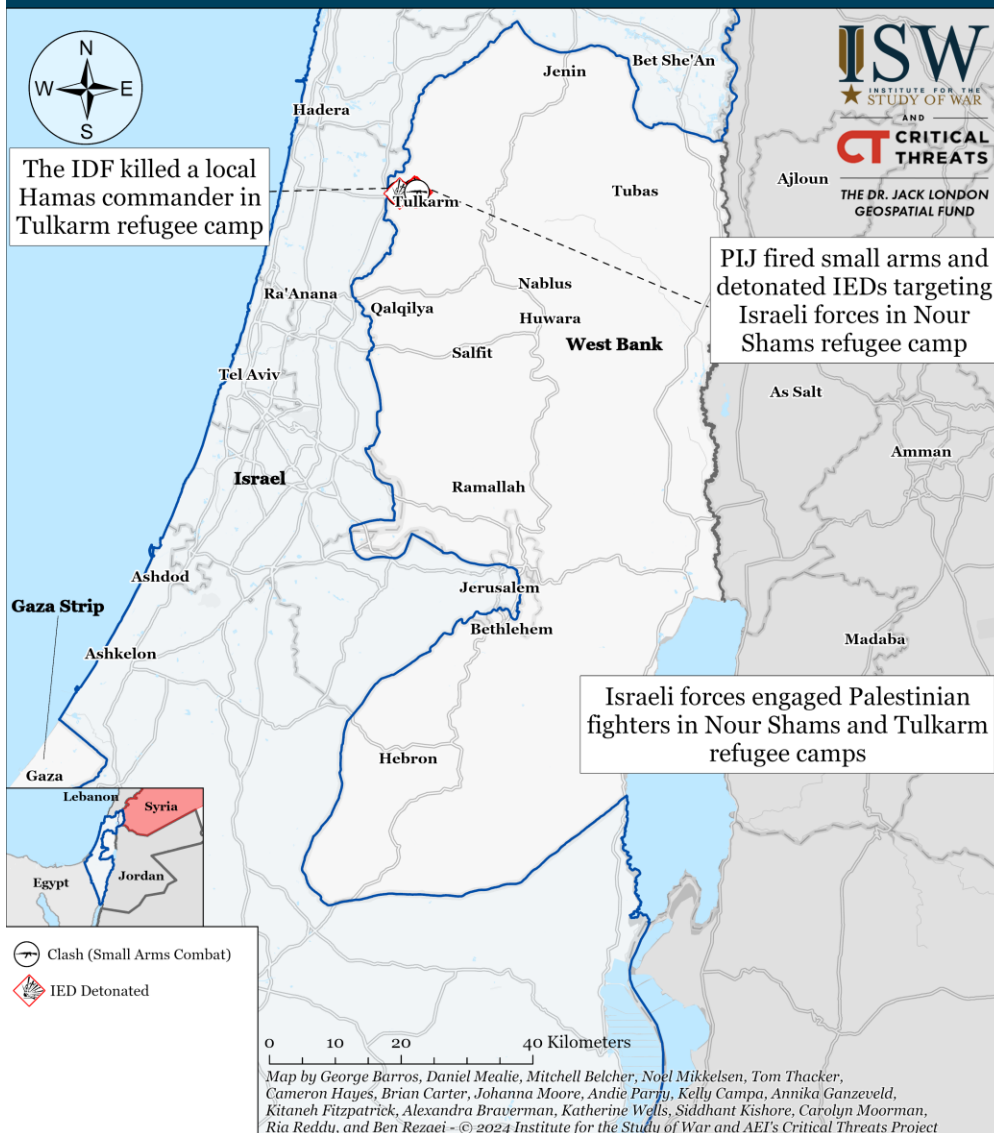 N
W
E
S
ISW
INSTITUTE FOR THE
STUDY OF WAR
AND
CT CRITICAL
THREATS
THE DR. JACK LONDON
GEOSPATIAL FUND
Jenin
Bet She'An
Hadera
The IDF killed a local
Hamas commander in
Tulkarm refugee camp
Ajloun
Tubas
Tulkarm
PIJ fired small arms and
detonated IEDs targeting
Israeli forces in Nour
Shams refugee camp
Nablus
Ra'Anana
Qalqilya
Huwara
West Bank
Salfit
Tel Aviv
As Salt
Amman
Israel
Ramallah
Ashdod
Jerusalem
Gaza Strip
Bethlehem
Madaba
Ashkelon
Israeli forces engaged Palestinian
fighters in Nour Shams and Tulkarm
refugee camps
Hebron
Gaza
Lebanon
Syria
Egypt
Jordan
Clash (Small Arms Combat)
IED Detonated
0 10 20 40 Kilometers
Map by George Barros, Daniel Mealie, Mitchell Belcher, Noel Mikkelsen, Tom Thacker,
Cameron Hayes, Brian Carter, Johanna Moore, Andie Parry, Kelly Campa, Annika Ganzeveld,
Kitaneh Fitzpatrick, Alexandra Braverman, Katherine Wells, Siddhant Kishore, Carolyn Moorman,
Ria Reddy, and Ben Rezaei - © 2024 Institute for the Study of War and AEI's Critical Threats Project